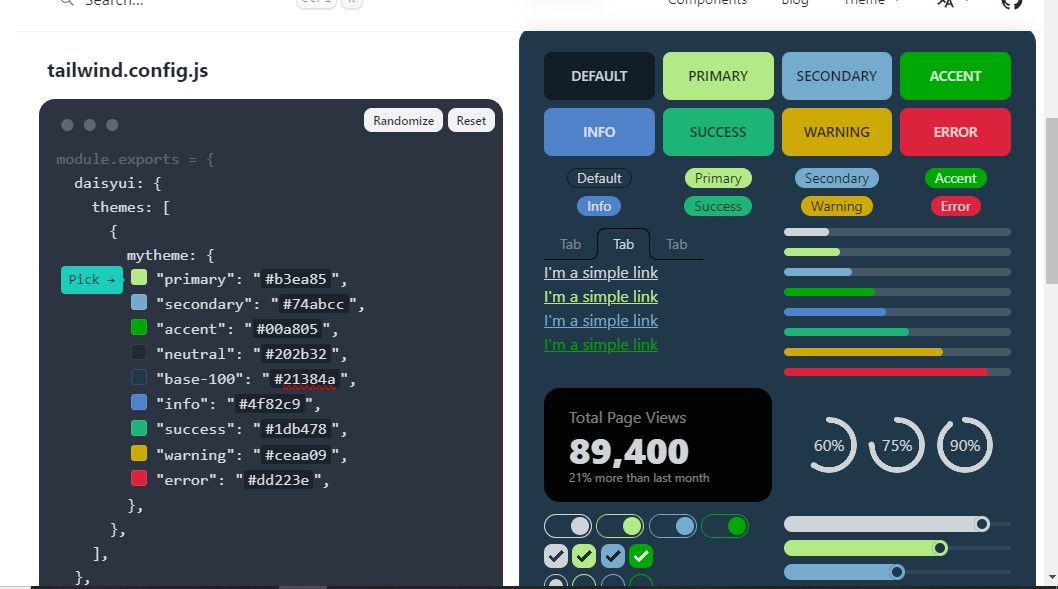 Search...
Ctrl K
Components Blog Theme
tailwind.config.js
Randomize Reset
module.exports = {
daisyui: {
themes: [
{
mytheme: {
Pick →
"primary": "#b3ea85",
"secondary": "#74abcc",
"accent": "#00a805",
"neutral": "#202b32",
"base-100": "#21384a",
"info": "#4f82c9",
"success": "#1db478",
"warning": "#ceaa09",
"error": "#dd223e",
},
},
],
},
DEFAULT PRIMARY SECONDARY ACCENT
INFO SUCCESS WARNING ERROR
Default Primary Secondary Accent
Info Success Warning Error
Tab Tab Tab
I'm a simple link
I'm a simple link
I'm a simple link
I'm a simple link
Total Page Views
89,400
21% more than last month
60% 75% 90%